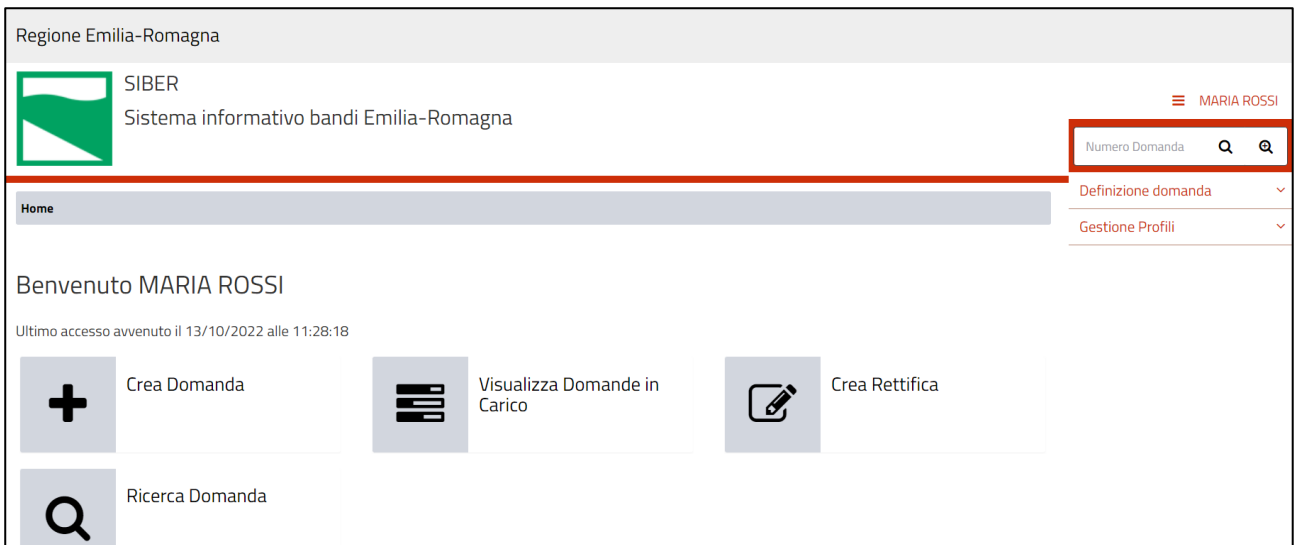 Regione Emilia-Romagna
SIBER
Sistema informativo bandi Emilia-Romagna
MARIA ROSSI
Numero Domanda
Definizione domanda
Gestione Profili
Home
Benvenuto MARIA ROSSI
Ultimo accesso avvenuto il 13/10/2022 alle 11:28:18
Crea Domanda
Visualizza Domande in
Carico
Crea Rettifica
Ricerca Domanda